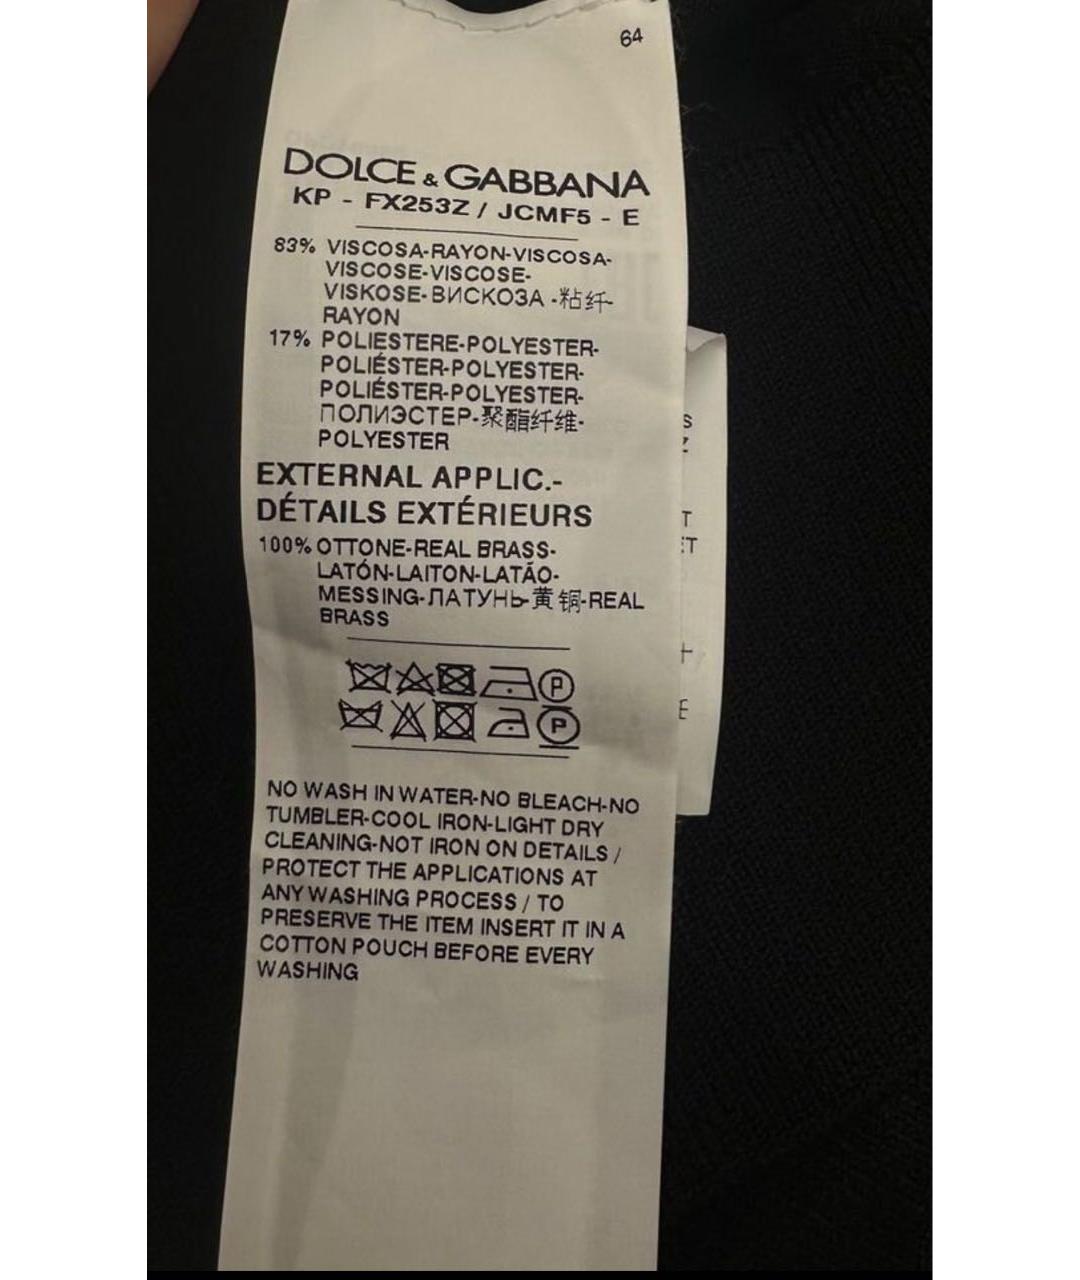 64
DOLCE & GABBANA
KP - FX253Z / JCMF5 - E
83% VISCOSA-RAYON-VISCOSA-
VISCOSE-VISCOSE-
VISKOSE-ВИСКОЗА -粘纤-
RAYON
17% POLIESTERE-POLYESTER-
POLIÉSTER-POLYESTER-
POLIÉSTER-POLYESTER-
ПОЛИЭСТЕР-聚酯纤维-
POLYESTER
EXTERNAL APPLIC.-
DÉTAILS EXTÉRIEURS
100% OTTONE-REAL BRASS-
LATÓN-LAITON-LATÃO-
MESSING-ЛАТУНЬ-黄铜-REAL
BRASS
P
P
NO WASH IN WATER-NO BLEACH-NO
TUMBLER-COOL IRON-LIGHT DRY
CLEANING-NOT IRON ON DETAILS /
PROTECT THE APPLICATIONS AT
ANY WASHING PROCESS / TO
PRESERVE THE ITEM INSERT IT IN A
COTTON POUCH BEFORE EVERY
WASHING